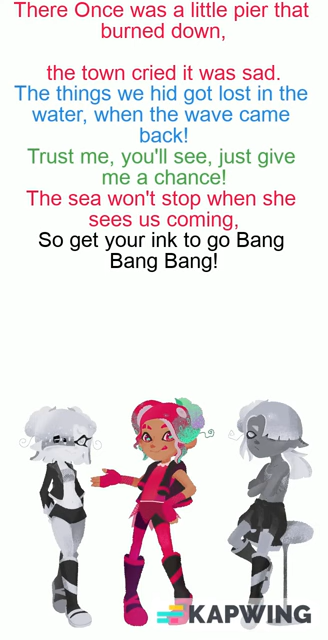 There Once was a little pier that
burned down,
the town cried it was sad.
The things we hid got lost in the
water, when the wave came
back!
Trust me, you'll see, just give
me a chance!
The sea won't stop when she
sees us coming,
So get your ink to go Bang
Bang Bang!
KAPWING